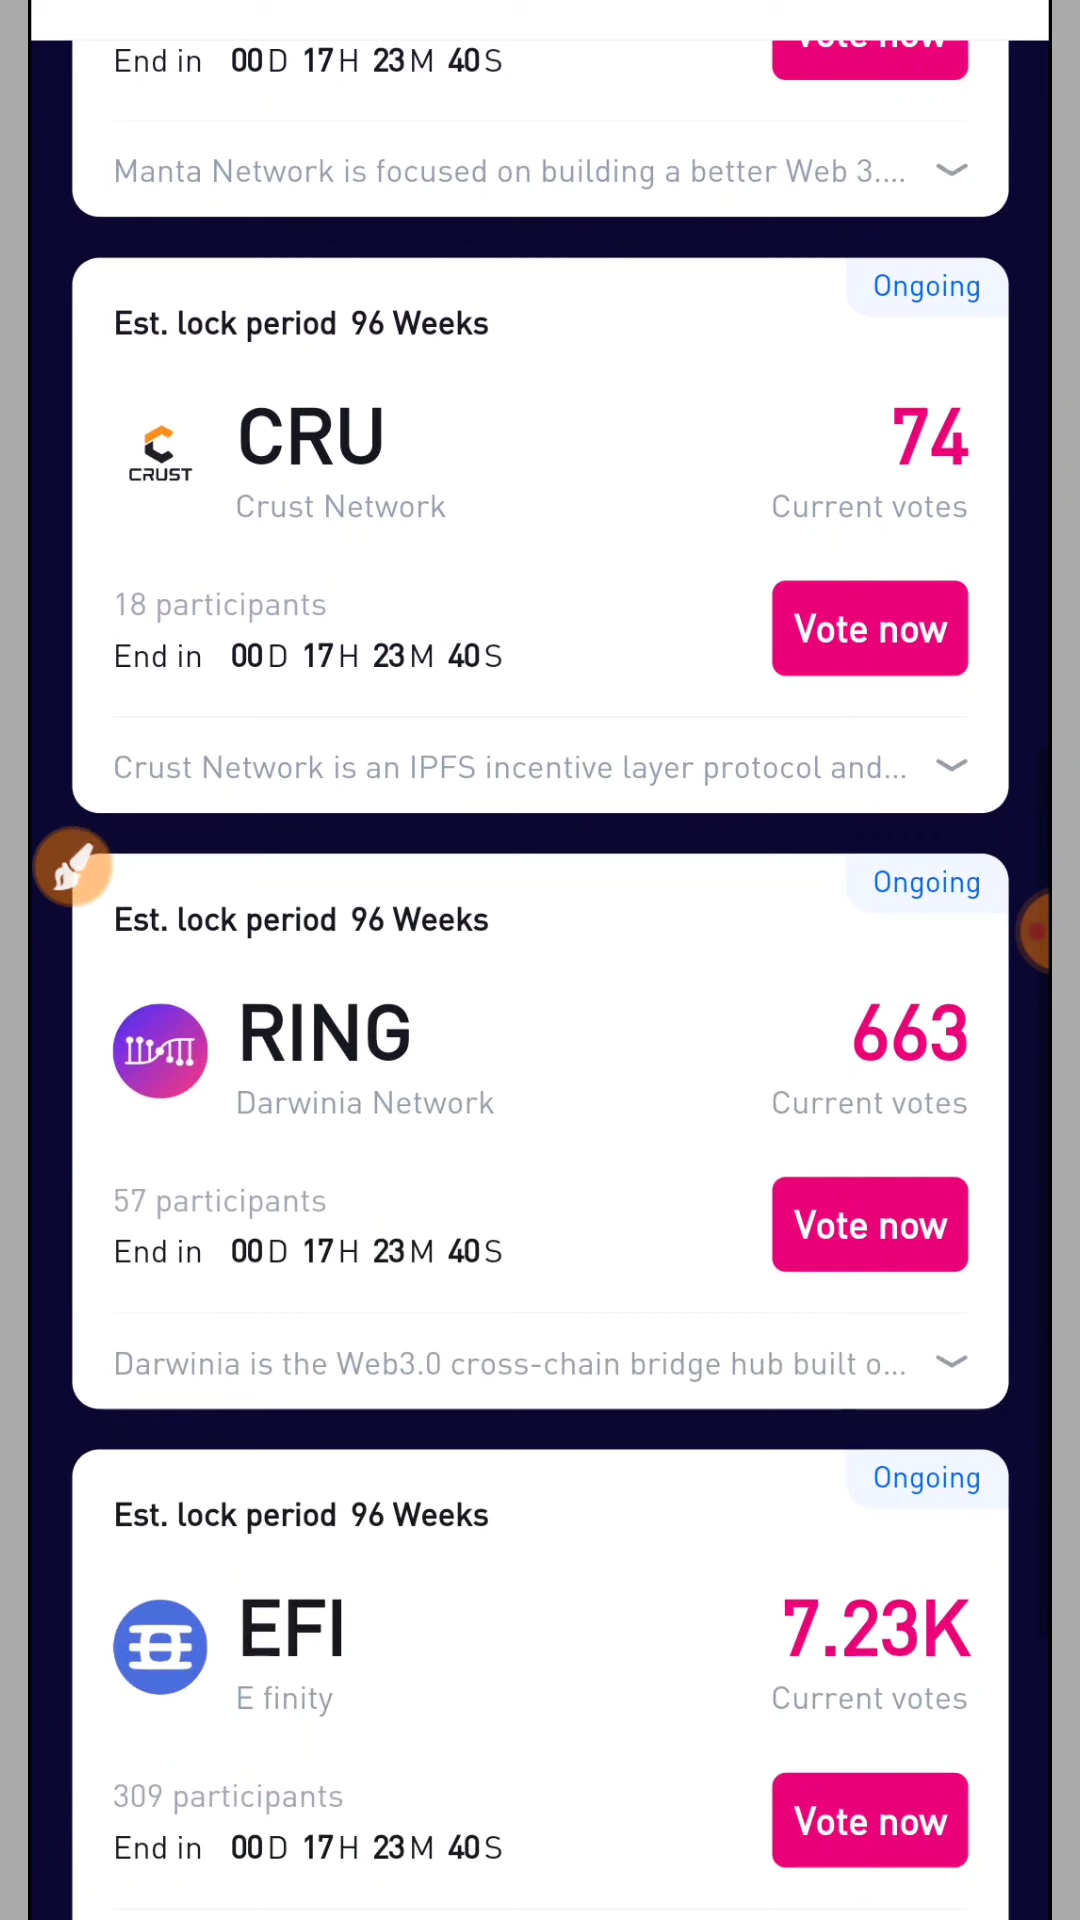 Vote now
End in 00D 17H 23M 40S
Manta Network is focused on building a better Web 3....
Ongoing
Est. lock period 96 Weeks
CRUST
CRU
74
Crust Network
Current votes
18 participants
Vote now
End in 00D 17H 23M 40S
Crust Network is an IPFS incentive layer protocol and...
Ongoing
Est. lock period 96 Weeks
RING
663
Darwinia Network
Current votes
57 participants
Vote now
End in 00D 17H 23M 40S
Darwinia is the Web3.0 cross-chain bridge hub built o...
Ongoing
Est. lock period 96 Weeks
EFI
7.23K
E finity
Current votes
309 participants
Vote now
End in 00D 17H 23M 40S